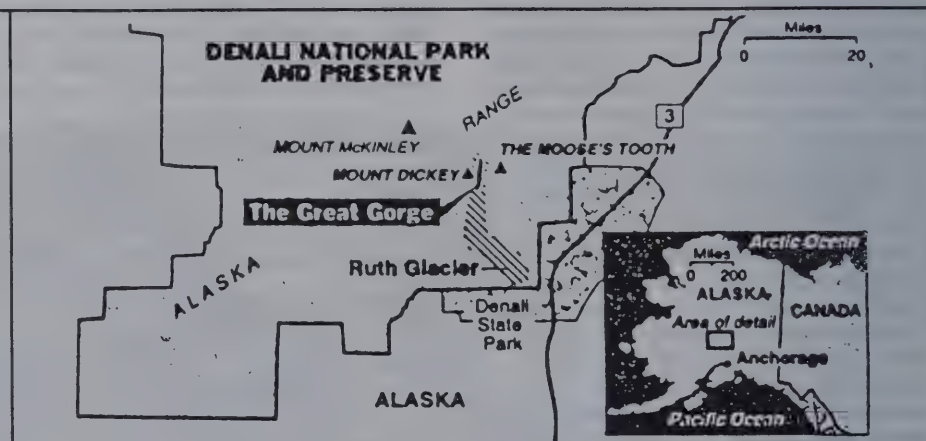 DENALI NATIONAL PARK
AND PRESERVE
Miles
0 20
RANGE
3
MOUNT McKINLEY
THE MOOSE'S TOOTH
MOUNT DICKEY
The Great Gorge
ALASKA
Ruth Glacier
Denali
State
Park
ALASKA
Arctic Ocean
Miles
0 200
ALASKA
CANADA
Area of detail
Anchorage
Pacific Ocean